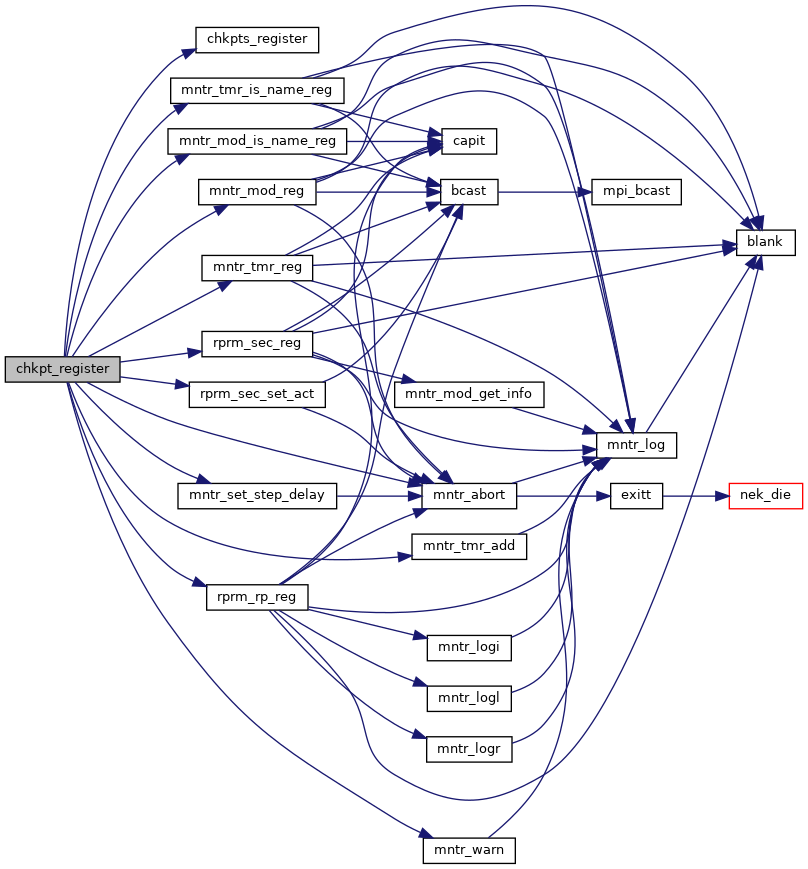 chkpts_register
mntr_tmr_is_name_reg
mntr_mod_is_name_reg
capit
mntr_mod_reg
bcast
mpi_bcast
blank
mntr_tmr_reg
rprm_sec_reg
chkpt_register
rprm_sec_set_act
mntr_mod_get_info
mntr_log
mntr_set_step_delay
mntr_abort
exitt
nek_die
mntr_tmr_add
rprm_rp_reg
mntr_logi
mntr_logl
mntr_logr
mntr_warn